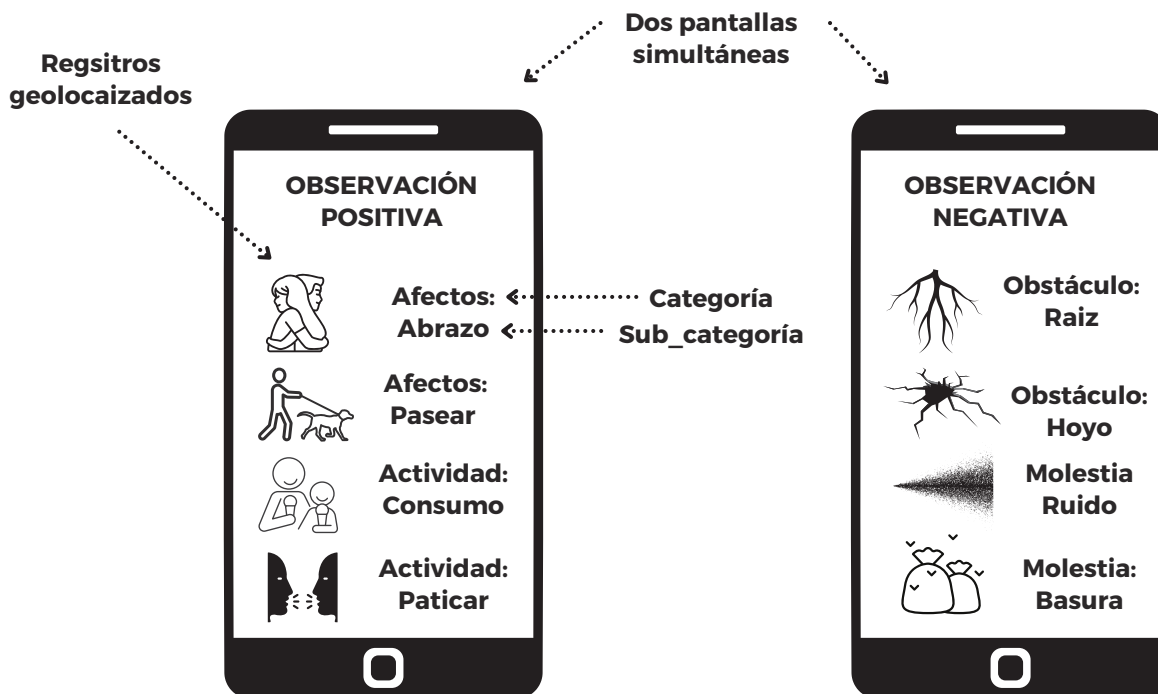 Dos pantallas
simultáneas
Regsitros
geolocaizados
OBSERVACIÓN
POSITIVA
Afectos:
Abrazo
Categoría
Sub_categoría
Afectos:
Pasear
Actividad:
Consumo
Actividad:
Paticar
OBSERVACIÓN
NEGATIVA
Obstáculo:
Raiz
Obstáculo:
Hoyo
Molestia
Ruido
Molestia:
Basura